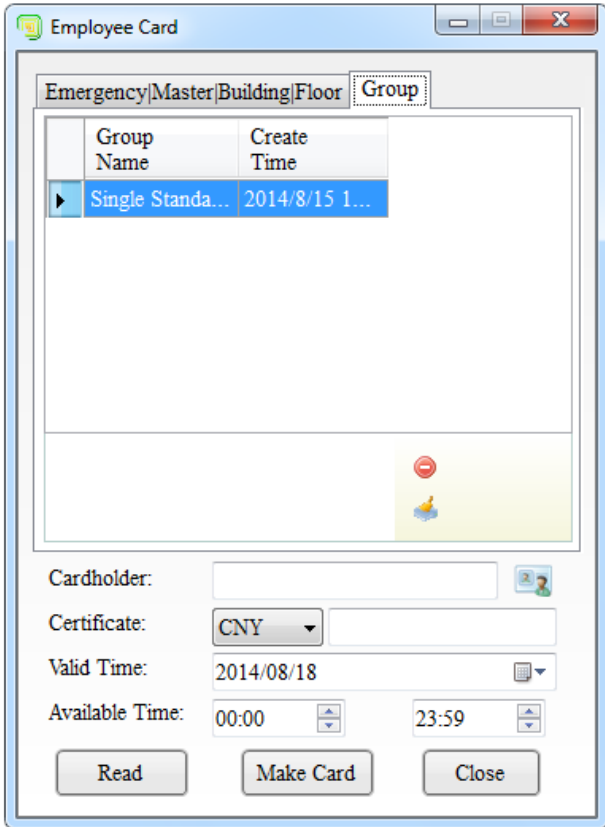 Employee Card
Emergency|Master|Building|Floor Group
Group Name Create Time
Single Standa... 2014/8/15 1...
Cardholder:
Certificate: CNY
Valid Time: 2014/08/18
Available Time: 00:00 23:59
Read Make Card Close